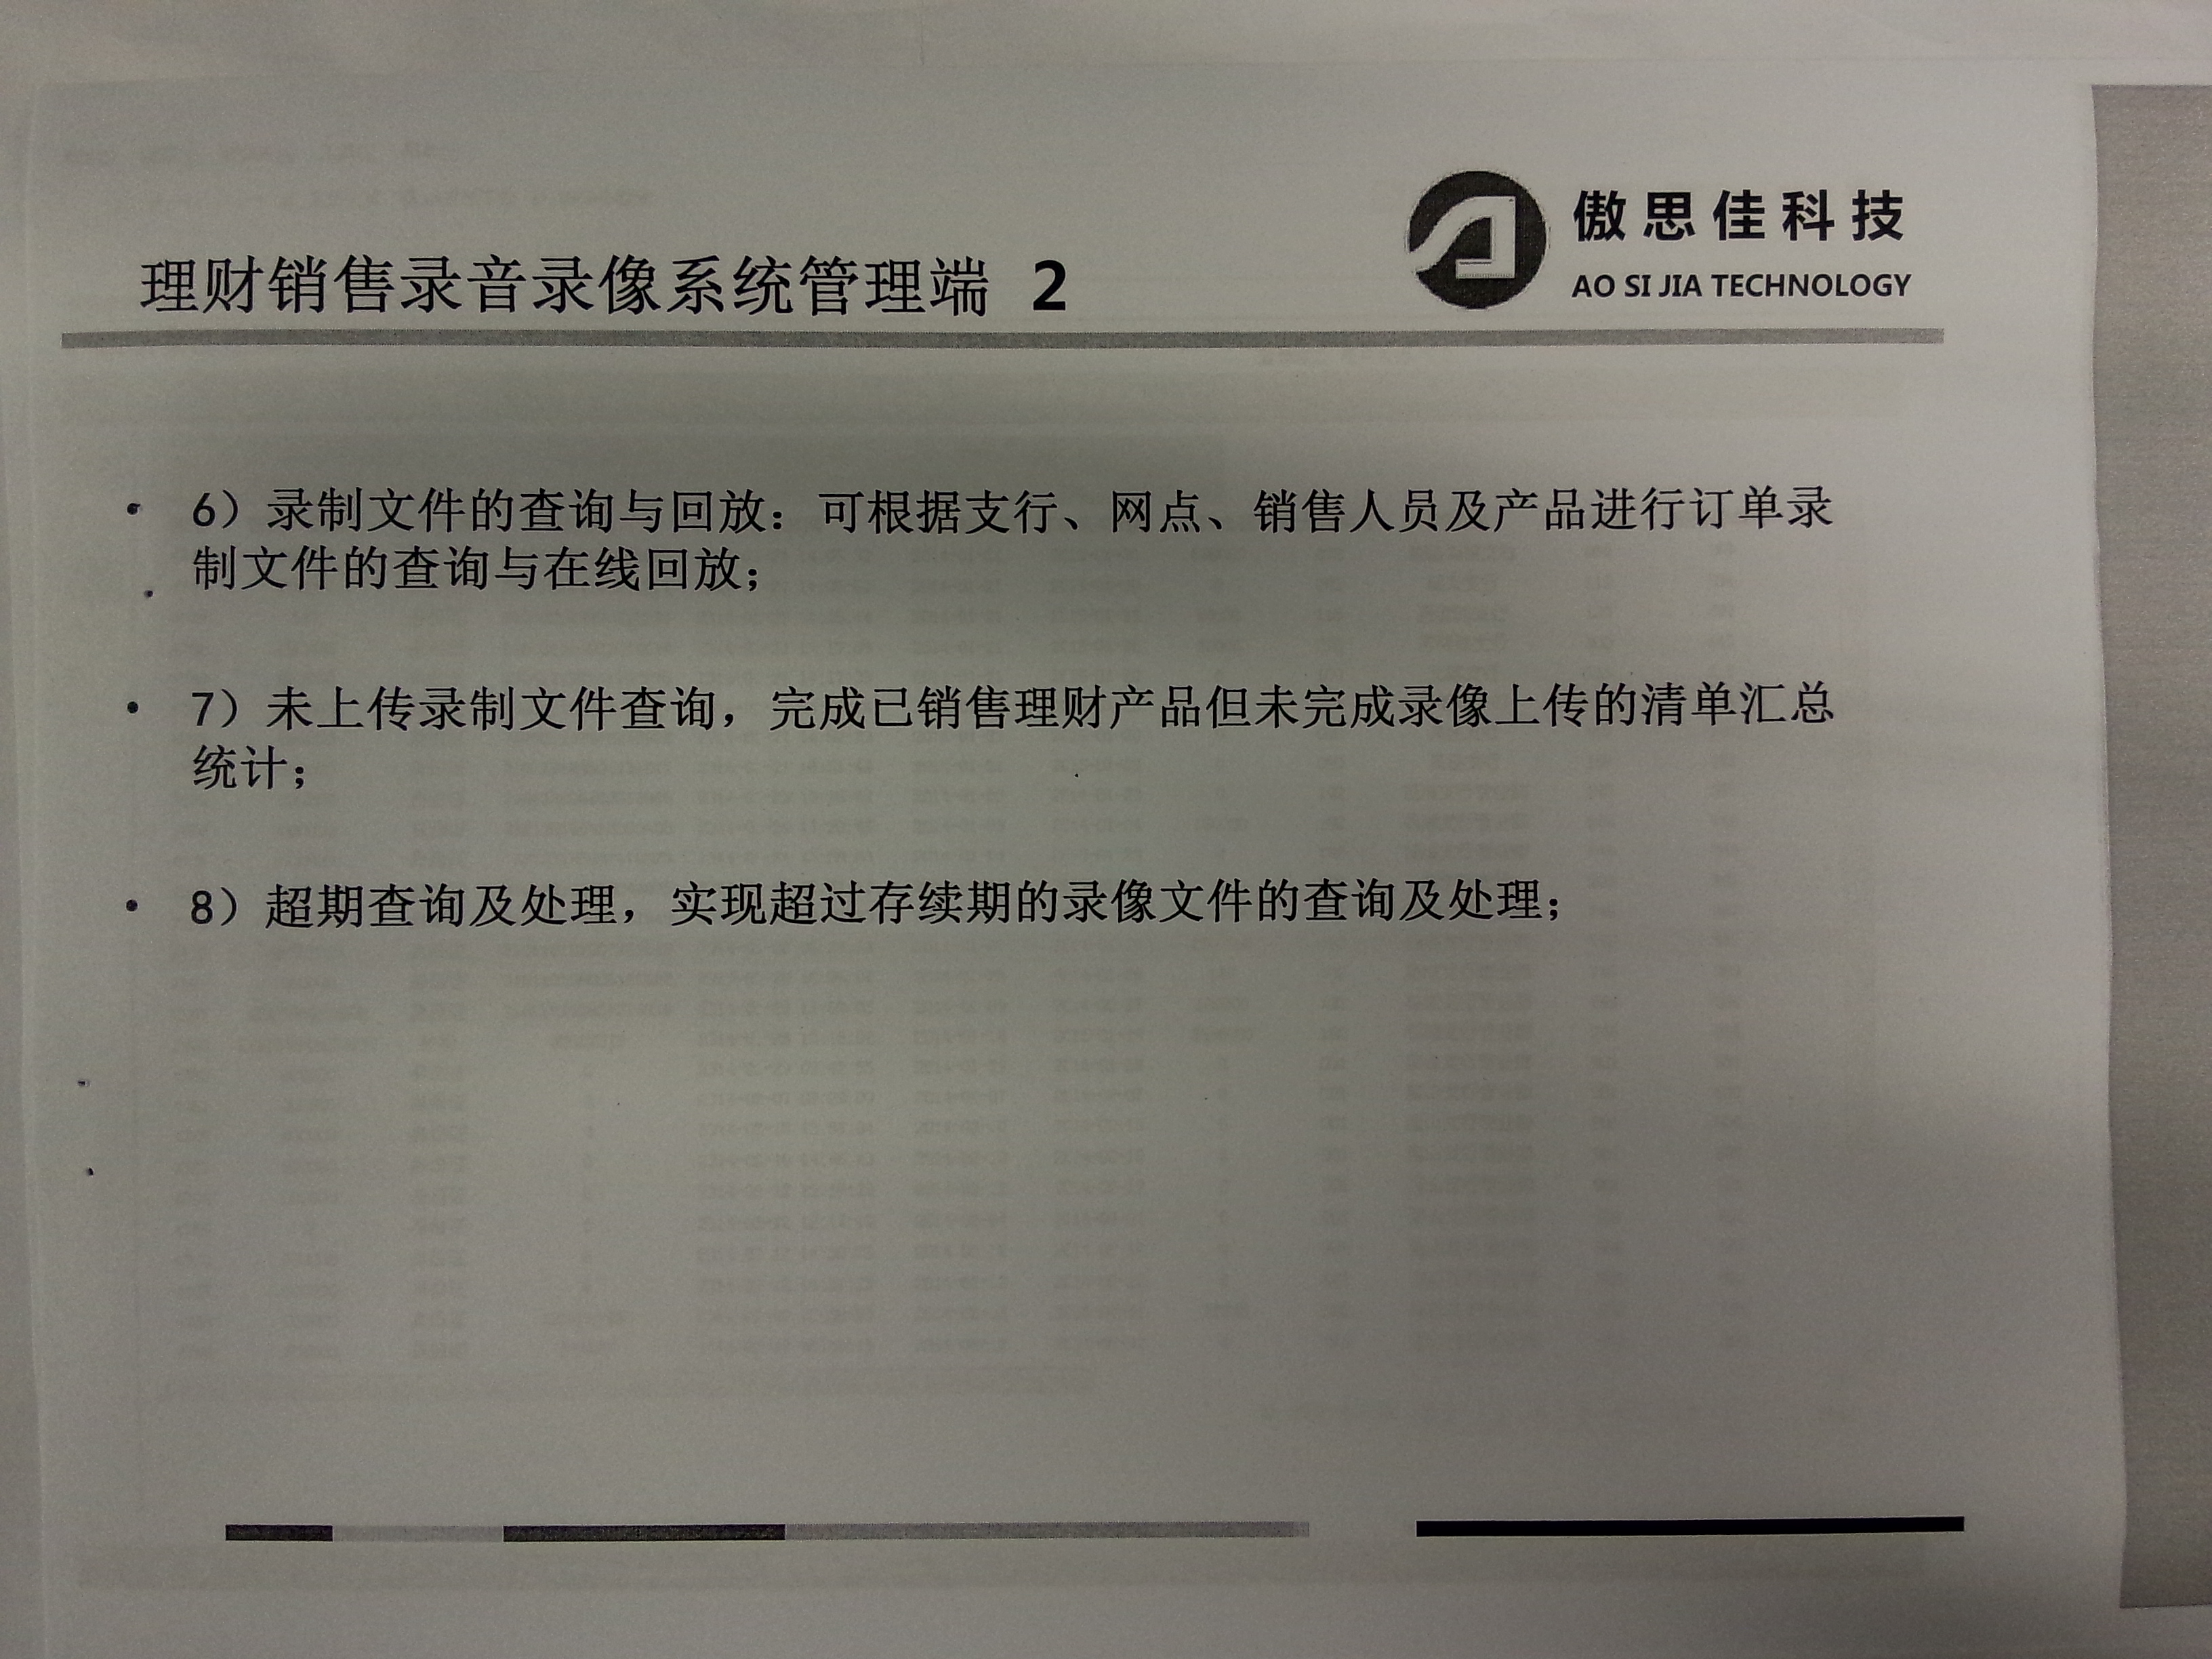 傲思佳科技
AO SI JIA TECHNOLOGY
理财销售录音录像系统管理端 2
• 6）录制文件的查询与回放：可根据支行、网点、销售人员及产品进行订单录
制文件的查询与在线回放；
• 7）未上传录制文件查询，完成已销售理财产品但未完成录像上传的清单汇总
统计；
• 8）超期查询及处理，实现超过存续期的录像文件的查询及处理；